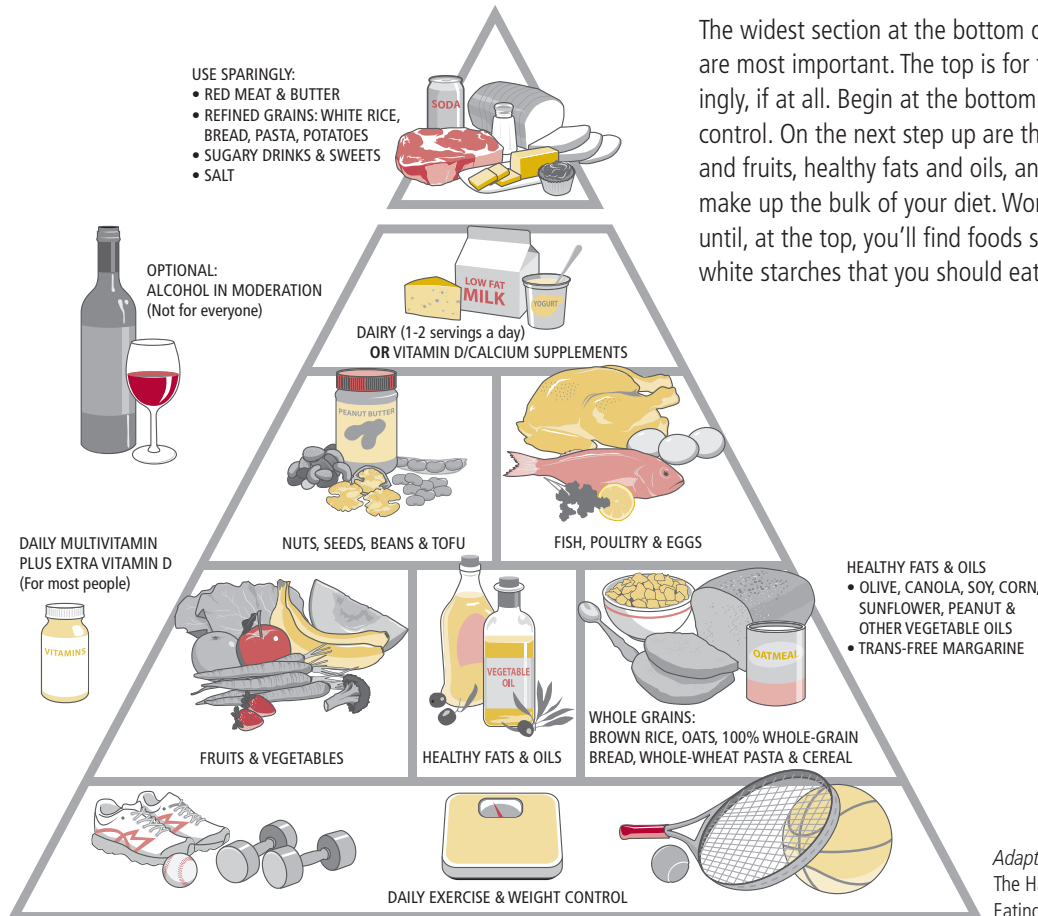 The widest section at the bottom
are most important. The top is for
ingly, if at all. Begin at the bottom
control. On the next step up are
and fruits, healthy fats and oils,
make up the bulk of your diet.
until, at the top, you'll find foods
white starches that you should eat
USE SPARINGLY:
• RED MEAT & BUTTER
• REFINED GRAINS: WHITE RICE,
BREAD, PASTA, POTATOES
• SUGARY DRINKS & SWEETS
• SALT
SODA
OPTIONAL:
ALCOHOL IN MODERATION
(Not for everyone)
LOW FAT
MILK
YOGURT
DAIRY (1-2 servings a day)
OR VITAMIN D/CALCIUM SUPPLEMENTS
PEANUT BUTTER
NUTS, SEEDS, BEANS & TOFU
FISH, POULTRY & EGGS
DAILY MULTIVITAMIN
PLUS EXTRA VITAMIN D
(For most people)
VITAMINS
HEALTHY FATS & OILS
• OLIVE, CANOLA, SOY, CORN,
SUNFLOWER, PEANUT &
OTHER VEGETABLE OILS
• TRANS-FREE MARGARINE
VEGETABLE
OIL
OATMEAL
FRUITS & VEGETABLES
HEALTHY FATS & OILS
WHOLE GRAINS:
BROWN RICE, OATS, 100% WHOLE-GRAIN
BREAD, WHOLE-WHEAT PASTA & CEREAL
DAILY EXERCISE & WEIGHT CONTROL
The
Eating